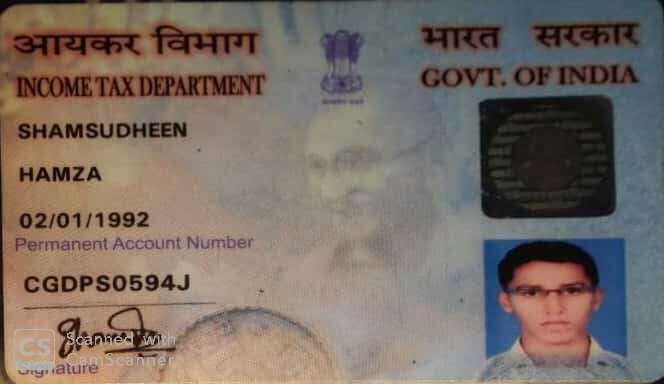 आयकर विभाग
INCOME TAX DEPARTMENT
भारत सरकार
GOVT. OF INDIA
SHAMSUDHEEN
HAMZA
02/01/1992
Permanent Account Number
CGDPS0594J
Signature
CS
Scanned with
CamScanner